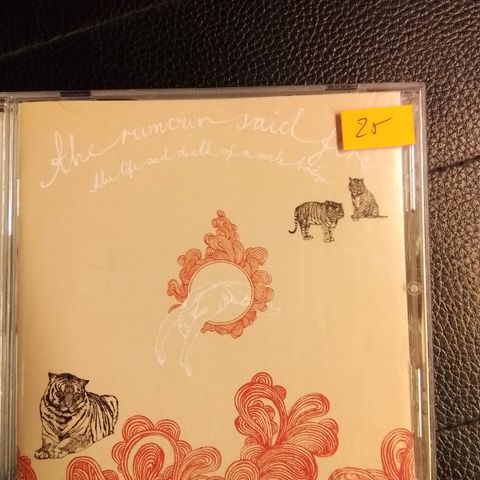 the rumour said fire
the life and death of a male body
25